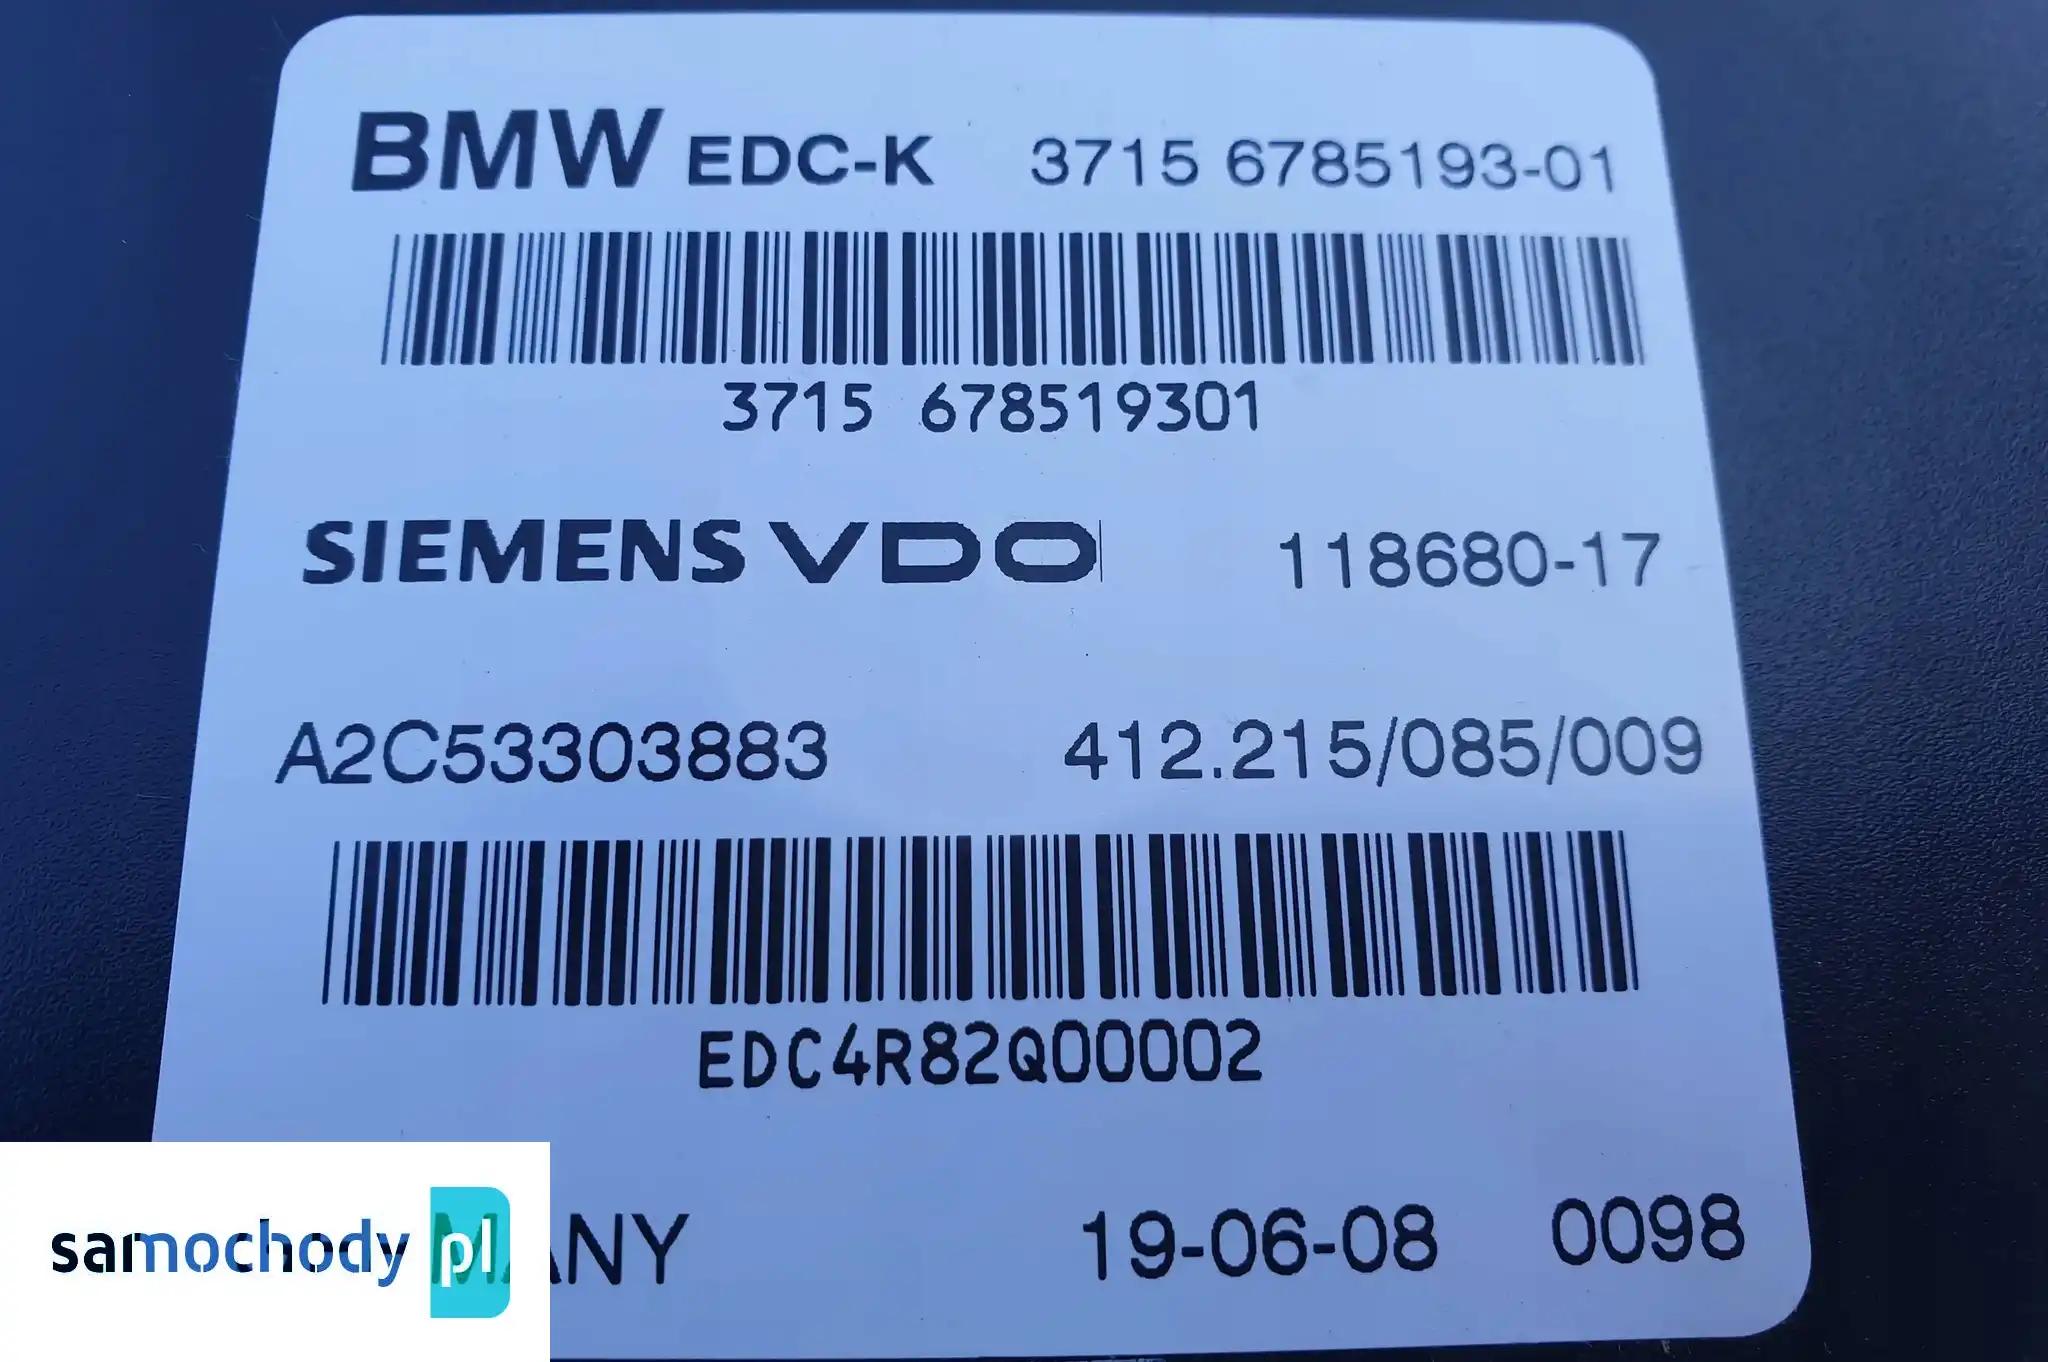 BMW EDC-K 3715 6785193-01
3715 678519301
SIEMENS VDO 118680-17
A2C53303883 412.215/085/009
EDC4R82Q00002
MANY 19-06-08 0098
samochody pl